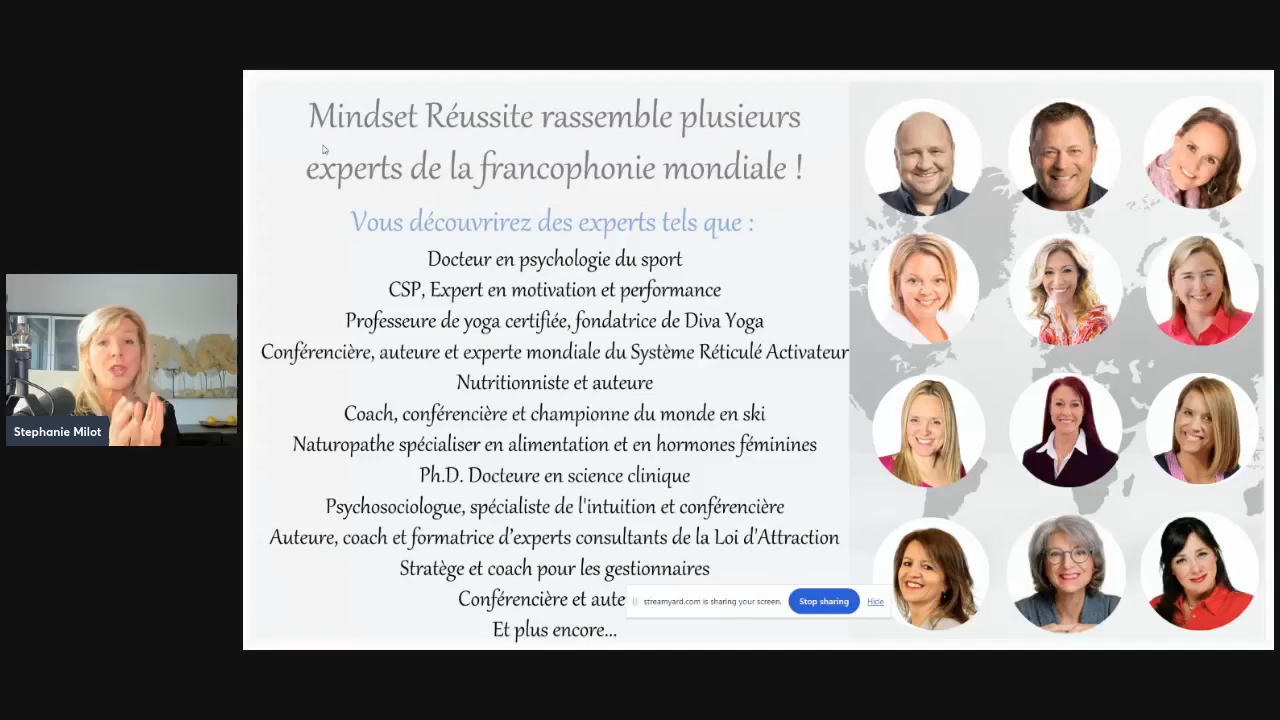 Mindset Réussite rassemble plusieurs
experts de la francophonie mondiale !
Vous découvrirez des experts tels que :
Docteur en psychologie du sport
CSP, Expert en motivation et performance
Professeure de yoga certifiée, fondatrice de Diva Yoga
Conférencière, auteure et experte mondiale du Système Réticulé Activateur
Nutritionniste et auteure
Coach, conférencière et championne du monde en ski
Naturopathe spécialiser en alimentation et en hormones féminines
Ph.D. Docteure en science clinique
Psychosociologue, spécialiste de l'intuition et conférencière
Auteure, coach et formatrice d’experts consultants de la Loi d'Attraction
Stratège et coach pour les gestionnaires
Conférencière et aute
Et plus encore...
streamyard.com is sharing your screen.
Stop sharing
Hide
Stephanie Milot